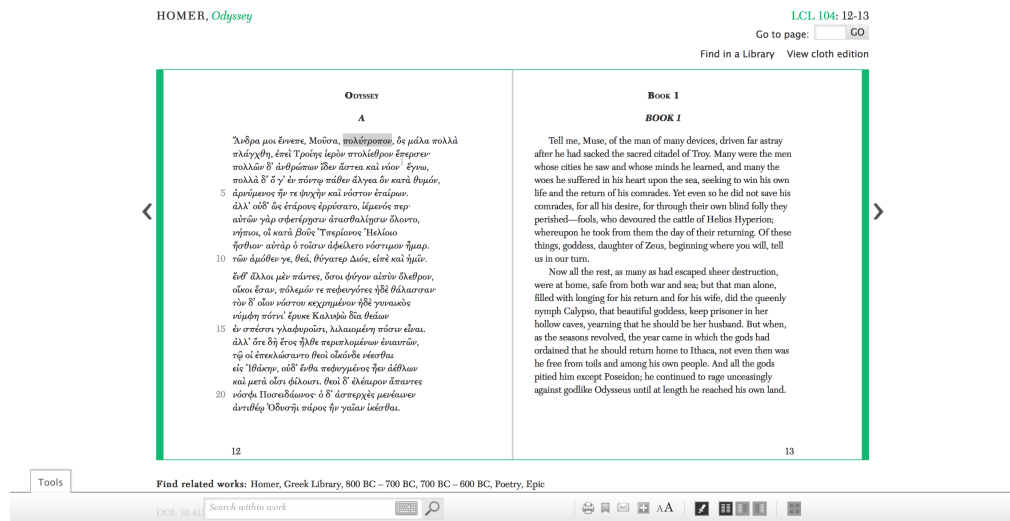 HOMER, Odyssey
LCL 104: 12-13
Go to page: GO
Find in a Library View cloth edition
Odyssey
Α
Ἄνδρα μοι ἔννεπε, Μοῦσα, πολύτροπον, ὃς μάλα πολλὰ
πλάγχθη, ἐπεὶ Τροίης ἱερὸν πτολίεθρον ἔπερσεν·
πολλῶν δ᾽ ἀνθρώπων ἴδεν ἄστεα καὶ νόον¹ ἔγνω,
πολλὰ δ᾽ ὅ γ᾽ ἐν πόντῳ πάθεν ἄλγεα ὃν κατὰ θυμόν,
5 ἀρνύμενος ἥν τε ψυχὴν καὶ νόστον ἑταίρων.
ἀλλ᾽ οὐδ᾽ ὣς ἑτάρους ἐρρύσατο, ἱέμενός περ·
αὐτῶν γὰρ σφετέρῃσιν ἀτασθαλίῃσιν ὄλοντο,
νήπιοι, οἳ κατὰ βοῦς Ὑπερίονος Ἠελίοιο
ἤσθιον· αὐτὰρ ὁ τοῖσιν ἀφείλετο νόστιμον ἦμαρ.
10 τῶν ἁμόθεν γε, θεά, θύγατερ Διός, εἰπὲ καὶ ἡμῖν.
ἔνθ᾽ ἄλλοι μὲν πάντες, ὅσοι φύγον αἰπὺν ὄλεθρον,
οἴκοι ἔσαν, πόλεμόν τε πεφευγότες ἠδὲ θάλασσαν·
τὸν δ᾽ οἶον νόστου κεχρημένον ἠδὲ γυναικὸς
νύμφη πότνι᾽ ἔρυκε Καλυψὼ δῖα θεάων
15 ἐν σπέσσι γλαφυροῖσι, λιλαιομένη πόσιν εἶναι.
ἀλλ᾽ ὅτε δὴ ἔτος ἦλθε περιπλομένων ἐνιαυτῶν,
τῷ οἱ ἐπεκλώσαντο θεοὶ οἶκόνδε νέεσθαι
εἰς Ἰθάκην, οὐδ᾽ ἔνθα πεφυγμένος ἦεν ἀέθλων
καὶ μετὰ οἷσι φίλοισι. θεοὶ δ᾽ ἐλέαιρον ἅπαντες
20 νόσφι Ποσειδάωνος· ὁ δ᾽ ἀσπερχὲς μενέαινεν
ἀντιθέῳ Ὀδυσῆι πάρος ἣν γαῖαν ἱκέσθαι.
12
Book 1
BOOK 1
Tell me, Muse, of the man of many devices, driven far astray
after he had sacked the sacred citadel of Troy. Many were the men
whose cities he saw and whose minds he learned, and many the
woes he suffered in his heart upon the sea, seeking to win his own
life and the return of his comrades. Yet even so he did not save his
comrades, for all his desire, for through their own blind folly they
perished—fools, who devoured the cattle of Helios Hyperion;
whereupon he took from them the day of their returning. Of these
things, goddess, daughter of Zeus, beginning where you will, tell
us in our turn.
Now all the rest, as many as had escaped sheer destruction,
were at home, safe from both war and sea; but that man alone,
filled with longing for his return and for his wife, did the queenly
nymph Calypso, that beautiful goddess, keep prisoner in her
hollow caves, yearning that he should be her husband. But when,
as the seasons revolved, the year came in which the gods had
ordained that he should return home to Ithaca, not even then was
he free from toils and among his own people. And all the gods
pitied him except Poseidon; he continued to rage unceasingly
against godlike Odysseus until at length he reached his own land.
13
Tools
Find related works: Homer, Greek Library, 800 BC – 700 BC, 700 BC – 600 BC, Poetry, Epic
DOI: 10.41
Search within work
AA